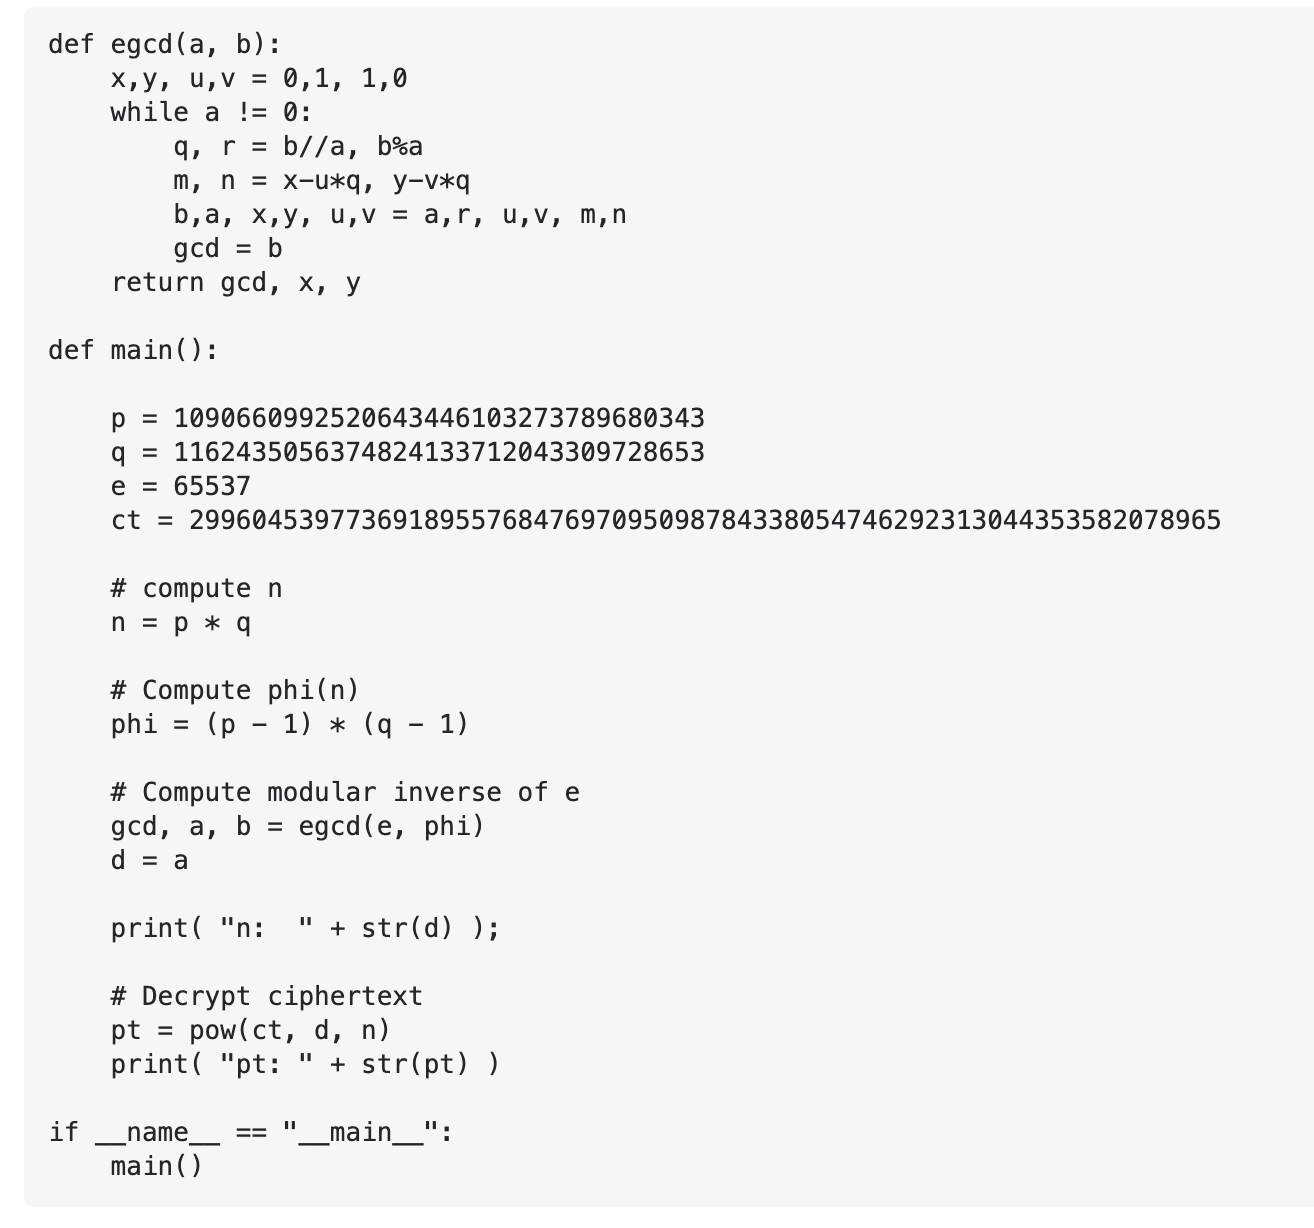 def egcd(a, b):
    x,y, u,v = 0,1, 1,0
    while a != 0:
        q, r = b//a, b%a
        m, n = x-u*q, y-v*q
        b,a, x,y, u,v = a,r, u,v, m,n
        gcd = b
    return gcd, x, y
def main():
    p = 1090660992520643446103273789680343
    q = 1162435056374824133712043309728653
    e = 65537
    ct = 299604539773691895576847697095098784338054746292313044353582078965
    # compute n
    n = p * q
    # Compute phi(n)
    phi = (p - 1) * (q - 1)
    # Compute modular inverse of e
    gcd, a, b = egcd(e, phi)
    d = a
    print( "n:  " + str(d) );
    # Decrypt ciphertext
    pt = pow(ct, d, n)
    print( "pt: " + str(pt) )
if __name__ == "__main__":
    main()